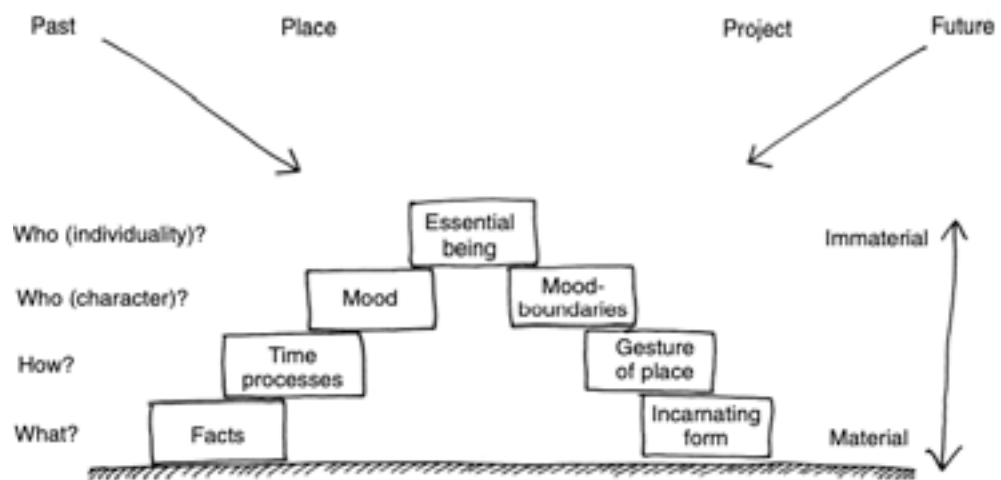 Past Place Project Future
Who (individuality)? Essential being Immaterial
Who (character)? Mood Mood-boundaries
How? Time processes Gesture of place
What? Facts Incarnating form Material